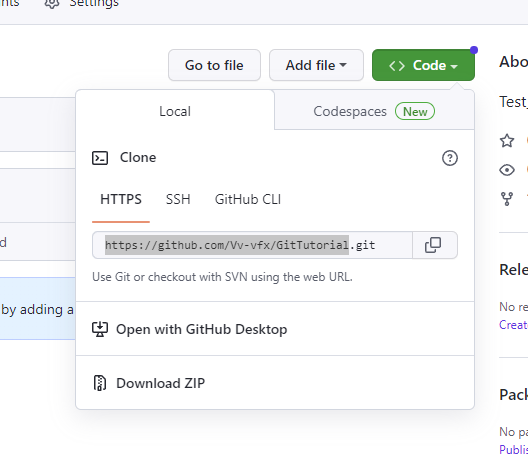 Settings
Go to file
Add file
<> Code
Abo
Local
Codespaces New
Test_
Clone
HTTPS SSH GitHub CLI
https://github.com/Vv-vfx/GitTutorial.git
Use Git or checkout with SVN using the web URL.
Rele
by adding a
No re
Creat
Open with GitHub Desktop
Download ZIP
Pack
No pa
Publis